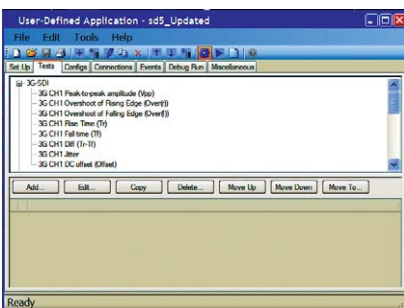 User-Defined Application - sd5_Updated
File Edit Tools Help
Set Up Tests Configs Connections Events Debug Run Miscellaneous
3G-SDI
3G CH1 Peak-to-peak amplitude (Vpp)
3G CH1 Overshoot of Rising Edge (Over(r))
3G CH1 Overshoot of Falling Edge (Over(f))
3G CH1 Rise Time (Tr)
3G CH1 Fall time (Tf)
3G CH1 Diff (Tr-Tf)
3G CH1 Jitter
3G CH1 DC offset (Offset)
Add... Edit... Copy Delete... Move Up Move Down Move To...
Ready